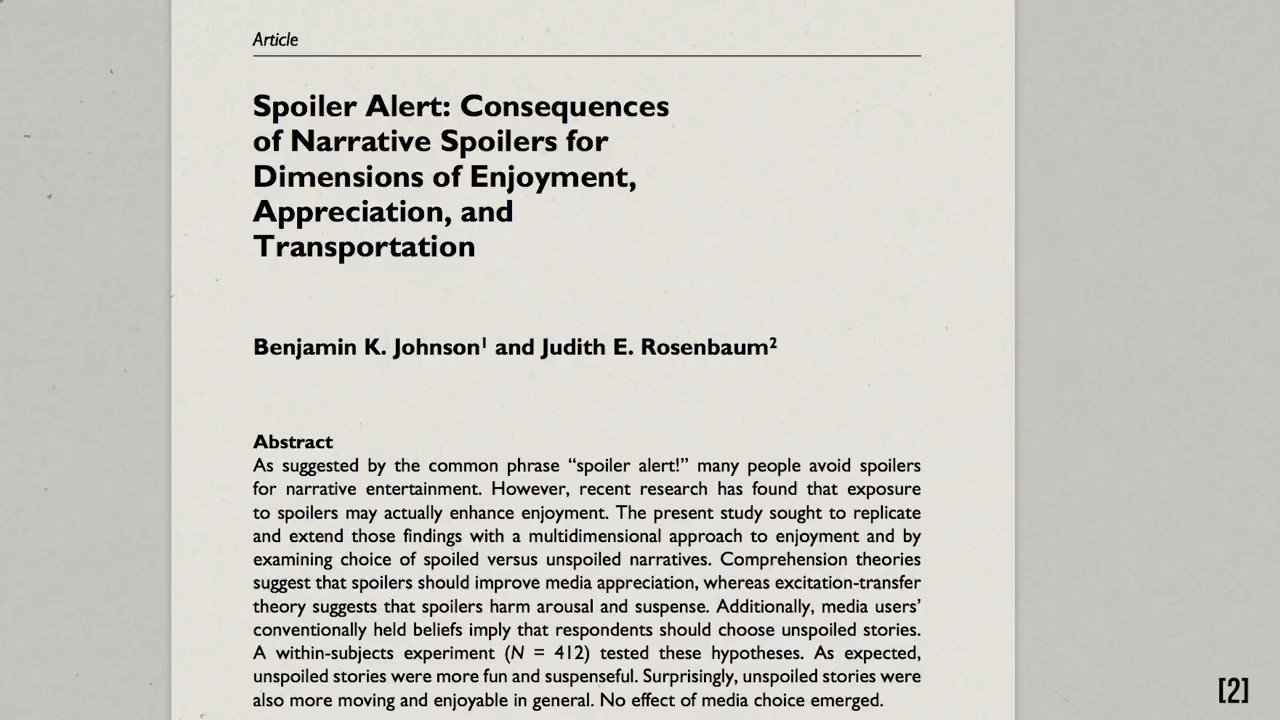 Article
Spoiler Alert: Consequences
of Narrative Spoilers for
Dimensions of Enjoyment,
Appreciation, and
Transportation
Benjamin K. Johnson¹ and Judith E. Rosenbaum²
Abstract
As suggested by the common phrase “spoiler alert!” many people avoid spoilers
for narrative entertainment. However, recent research has found that exposure
to spoilers may actually enhance enjoyment. The present study sought to replicate
and extend those findings with a multidimensional approach to enjoyment and by
examining choice of spoiled versus unspoiled narratives. Comprehension theories
suggest that spoilers should improve media appreciation, whereas excitation-transfer
theory suggests that spoilers harm arousal and suspense. Additionally, media users’
conventionally held beliefs imply that respondents should choose unspoiled stories.
A within-subjects experiment (N = 412) tested these hypotheses. As expected,
unspoiled stories were more fun and suspenseful. Surprisingly, unspoiled stories were
also more moving and enjoyable in general. No effect of media choice emerged.
[2]